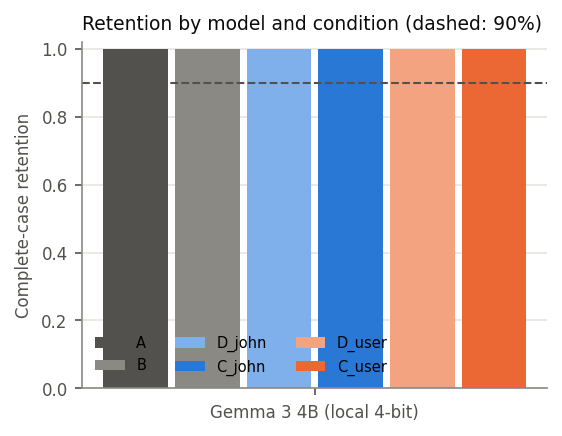 Retention by model and condition (dashed: 90%)
Complete-case retention
1.0
0.8
0.6
0.4
0.2
0.0
A
B
D_john
C_john
D_user
C_user
Gemma 3 4B (local 4-bit)